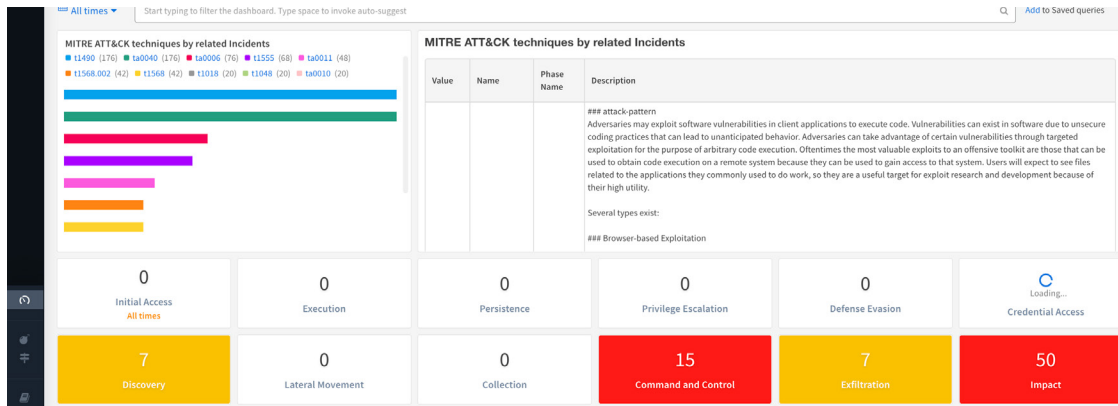 All times
Start typing to filter the dashboard. Type space to invoke auto-suggest
Add to Saved queries
MITRE ATT&CK techniques by related Incidents
t1490 (176) ta0040 (176) ta0006 (76) t1555 (68) ta0011 (48)
t1568.002 (42) t1568 (42) t1018 (20) t1048 (20) ta0010 (20)
MITRE ATT&CK techniques by related Incidents
Value Name Phase Name Description
### attack-pattern
Adversaries may exploit software vulnerabilities in client applications to execute code. Vulnerabilities can exist in software due to unsecure
coding practices that can lead to unanticipated behavior. Adversaries can take advantage of certain vulnerabilities through targeted
exploitation for the purpose of arbitrary code execution. Oftentimes the most valuable exploits to an offensive toolkit are those that can be
used to obtain code execution on a remote system because they can be used to gain access to that system. Users will expect to see files
related to the applications they commonly used to do work, so they are a useful target for exploit research and development because of
their high utility.
Several types exist:
### Browser-based Exploitation
0
Initial Access
All times
0
Execution
0
Persistence
0
Privilege Escalation
0
Defense Evasion
Loading...
Credential Access
7
Discovery
0
Lateral Movement
0
Collection
15
Command and Control
7
Exfiltration
50
Impact